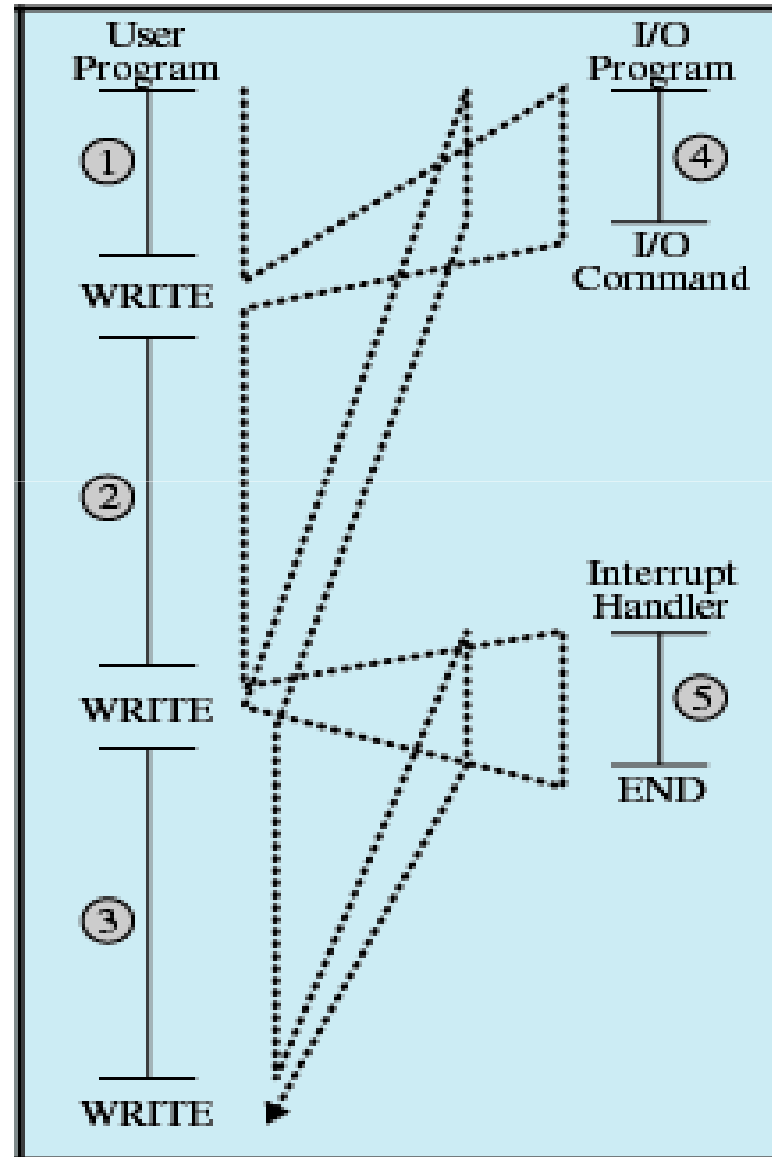 User
Program
1
WRITE
2
WRITE
3
WRITE
I/O
Program
4
I/O
Command
Interrupt
Handler
5
END